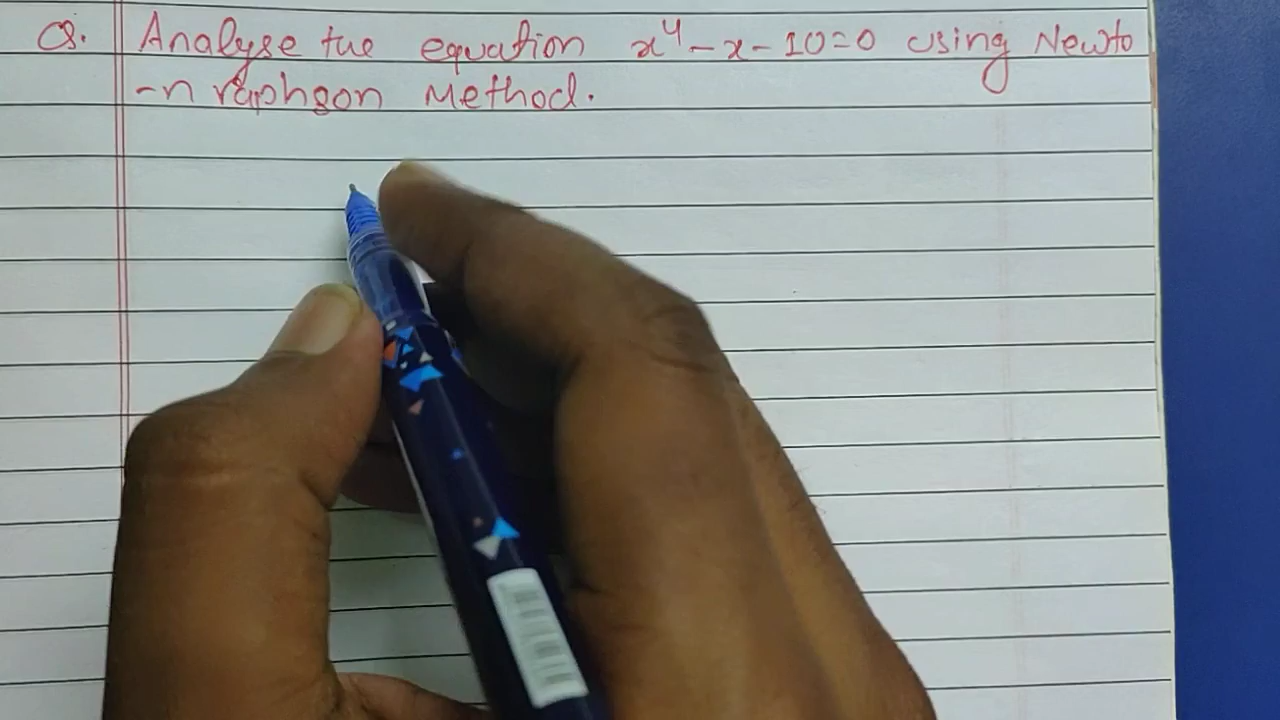 Q. Analyse the equation x⁴-x-10=0 using Newto
-n raphson Method.